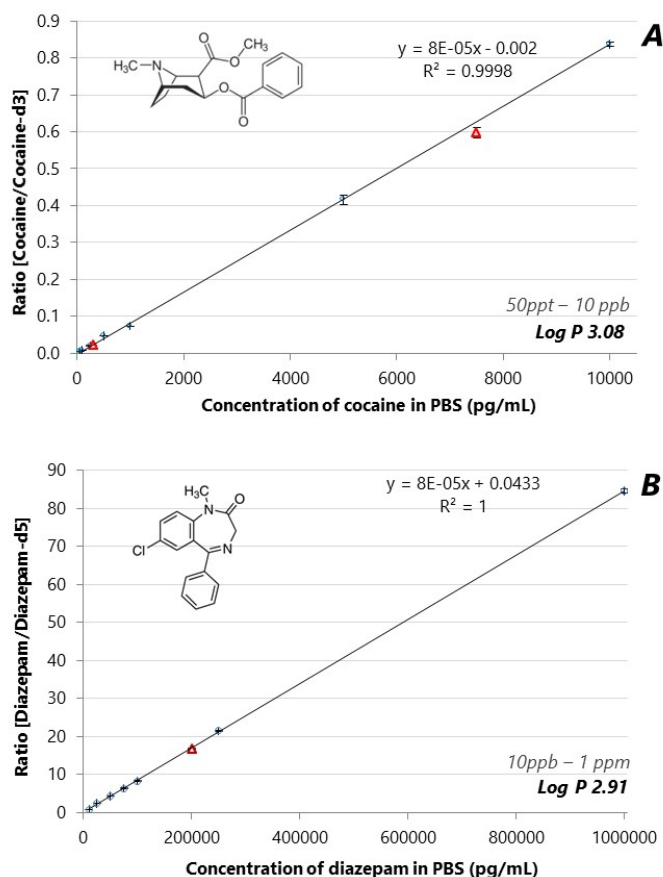 A
y = 8E-05x - 0.002
R² = 0.9998
H₃C
N
O
O
CH₃
O
O
Ratio [Cocaine/Cocaine-d3]
0.9
0.8
0.7
0.6
0.5
0.4
0.3
0.2
0.1
0.0
50ppt – 10 ppb
Log P 3.08
0
2000
4000
6000
8000
10000
Concentration of cocaine in PBS (pg/mL)
B
y = 8E-05x + 0.0433
R² = 1
H₃C
N
O
Cl
N
Ratio [Diazepam/Diazepam-d5]
90
80
70
60
50
40
30
20
10
0
10ppb – 1 ppm
Log P 2.91
0
200000
400000
600000
800000
1000000
Concentration of diazepam in PBS (pg/mL)